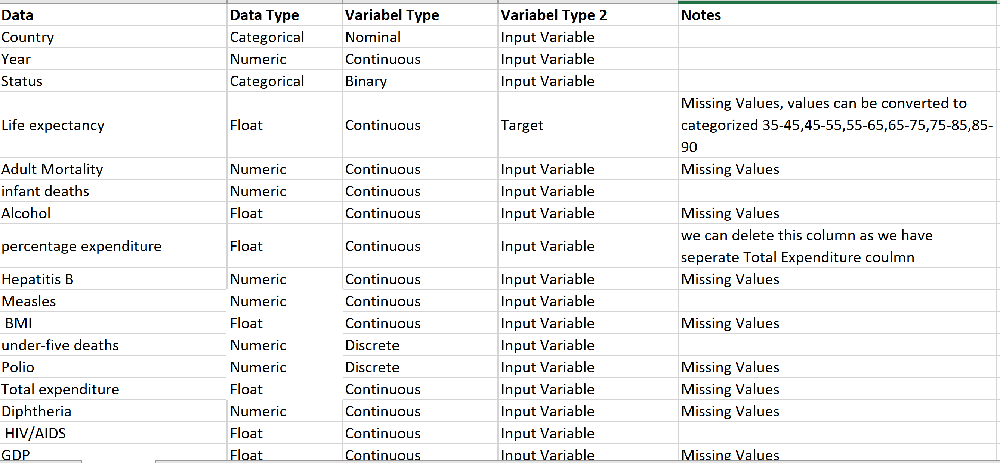 Data Data Type Variabel Type Variabel Type 2 Notes
Country Categorical Nominal Input Variable
Year Numeric Continuous Input Variable
Status Categorical Binary Input Variable
Life expectancy Float Continuous Target Missing Values, values can be converted to
categorized 35-45,45-55,55-65,65-75,75-85,85-
90
Adult Mortality Numeric Continuous Input Variable Missing Values
infant deaths Numeric Continuous Input Variable
Alcohol Float Continuous Input Variable Missing Values
percentage expenditure Float Continuous Input Variable we can delete this column as we have
seperate Total Expenditure coulmn
Hepatitis B Numeric Continuous Input Variable Missing Values
Measles Numeric Continuous Input Variable
BMI Float Continuous Input Variable Missing Values
under-five deaths Numeric Discrete Input Variable
Polio Numeric Discrete Input Variable Missing Values
Total expenditure Float Continuous Input Variable Missing Values
Diphtheria Numeric Continuous Input Variable Missing Values
HIV/AIDS Float Continuous Input Variable
GDP Float Continuous Input Variable Missing Values